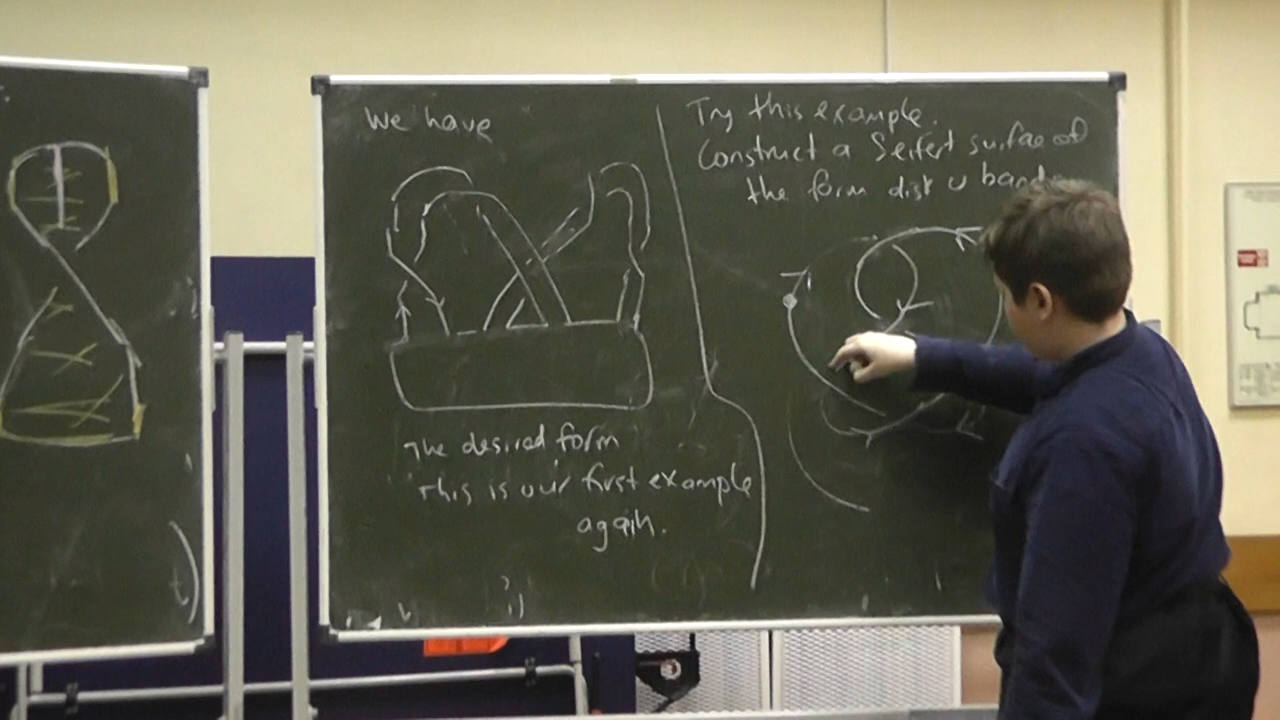 We have
The desired form
This is our first example
again.
Try this example.
Construct a Seifert surface of
the form disk ∪ bands